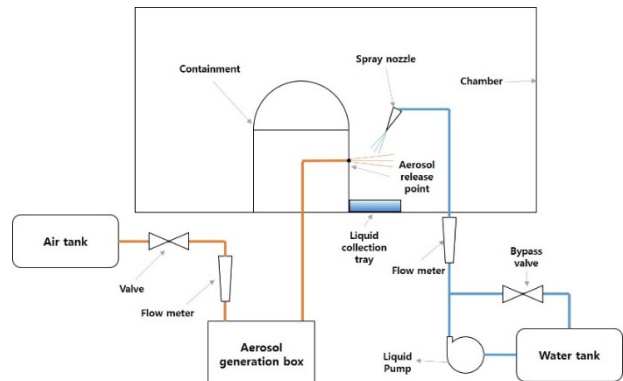 Spray nozzle
Containment
Chamber
Aerosol
release
point
Liquid
collection
tray
Air tank
Valve
Flow meter
Flow meter
Bypass
valve
Aerosol
generation box
Liquid
Pump
Water tank